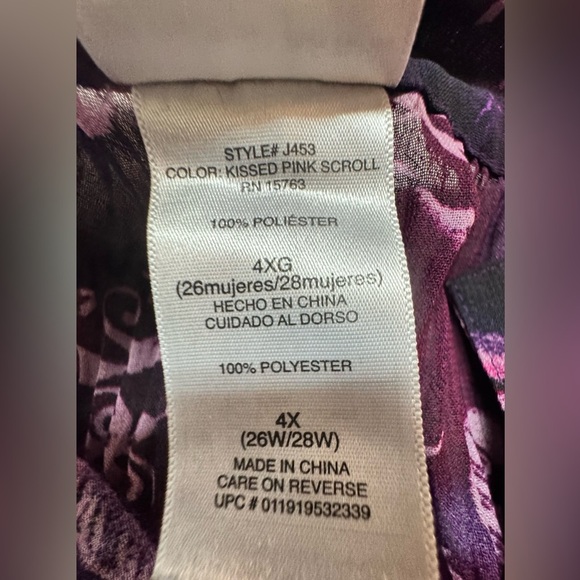 STYLE# J453
COLOR: KISSED PINK SCROLL
RN 15763
100% POLIÉSTER
4XG
(26mujeres/28mujeres)
HECHO EN CHINA
CUIDADO AL DORSO
100% POLYESTER
4X
(26W/28W)
MADE IN CHINA
CARE ON REVERSE
UPC # 011919532339